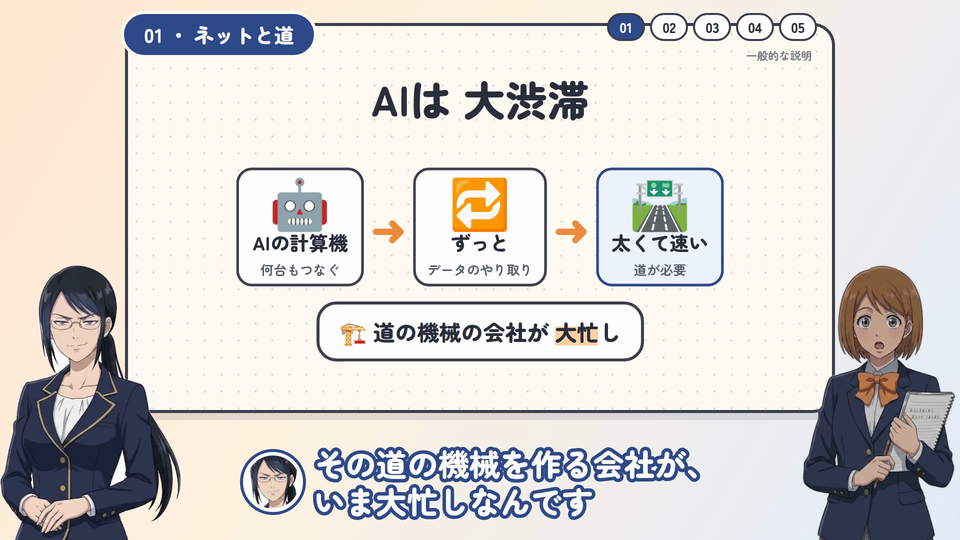 01 ・ ネットと道
01 02 03 04 05
一般的な説明
AIは 大渋滞
AIの計算機
何台もつなぐ
ずっと
データのやり取り
太くて速い
道が必要
道の機械の会社が 大忙し
その道の機械を作る会社が、
いま大忙しなんです